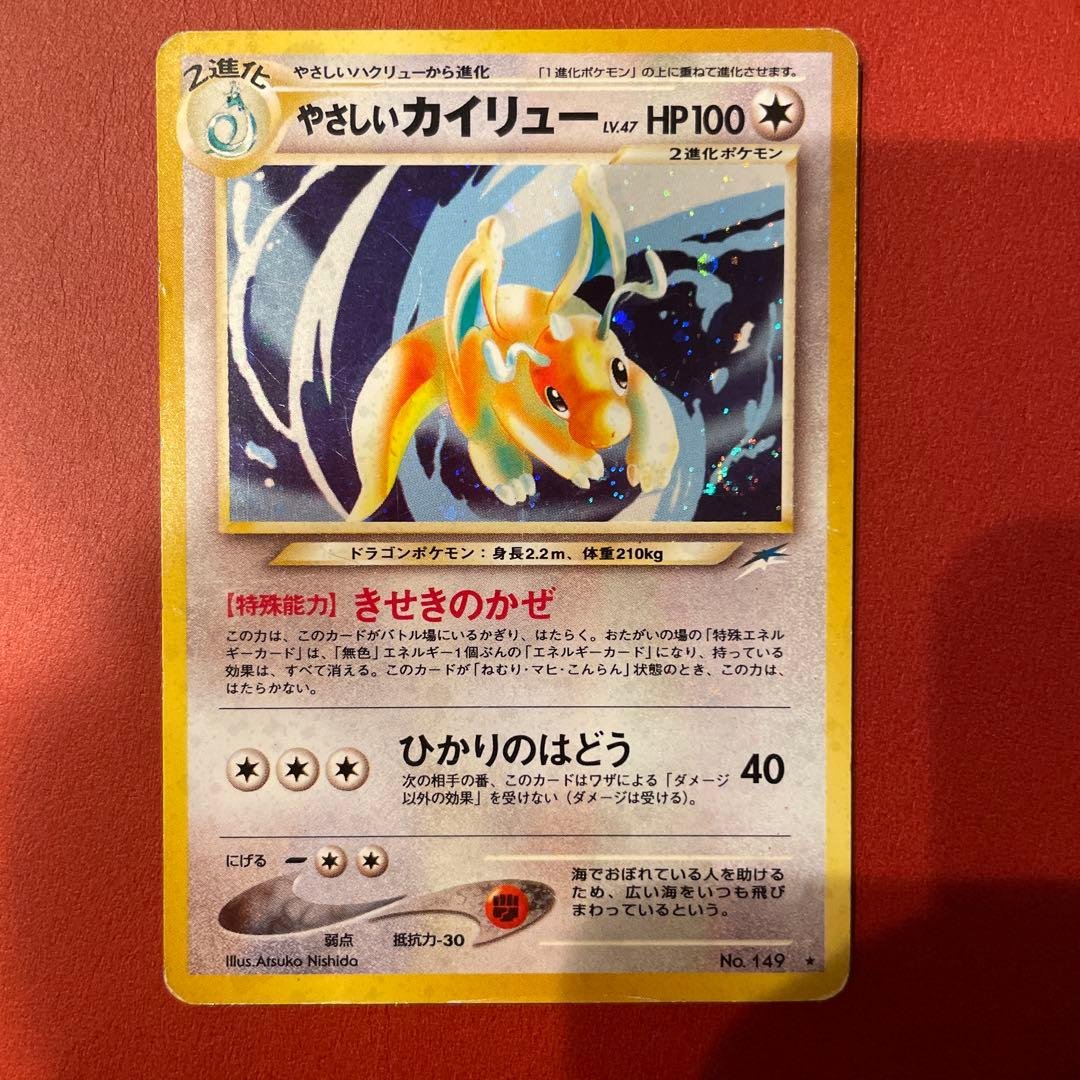 2進化
やさしいハクリューから進化 「1進化ポケモン」の上に重ねて進化させます。
やさしいカイリュー LV.47 HP100
2進化ポケモン
ドラゴンポケモン：身長2.2m、体重210kg
【特殊能力】きせきのかぜ
この力は、このカードがバトル場にいるかぎり、はたらく。おたがいの場の「特殊エネル
ギーカード」は、「無色」エネルギー1個ぶんの「エネルギーカード」になり、持っている
効果は、すべて消える。このカードが「ねむり・マヒ・こんらん」状態のとき、この力は、
はたらかない。
ひかりのはどう 40
次の相手の番、このカードはワザによる「ダメージ
以外の効果」を受けない（ダメージは受ける）。
にげる
弱点 抵抗力-30
海でおぼれている人を助ける
ため、広い海をいつも飛び
まわっているという。
Illus.Atsuko Nishida No. 149 ★